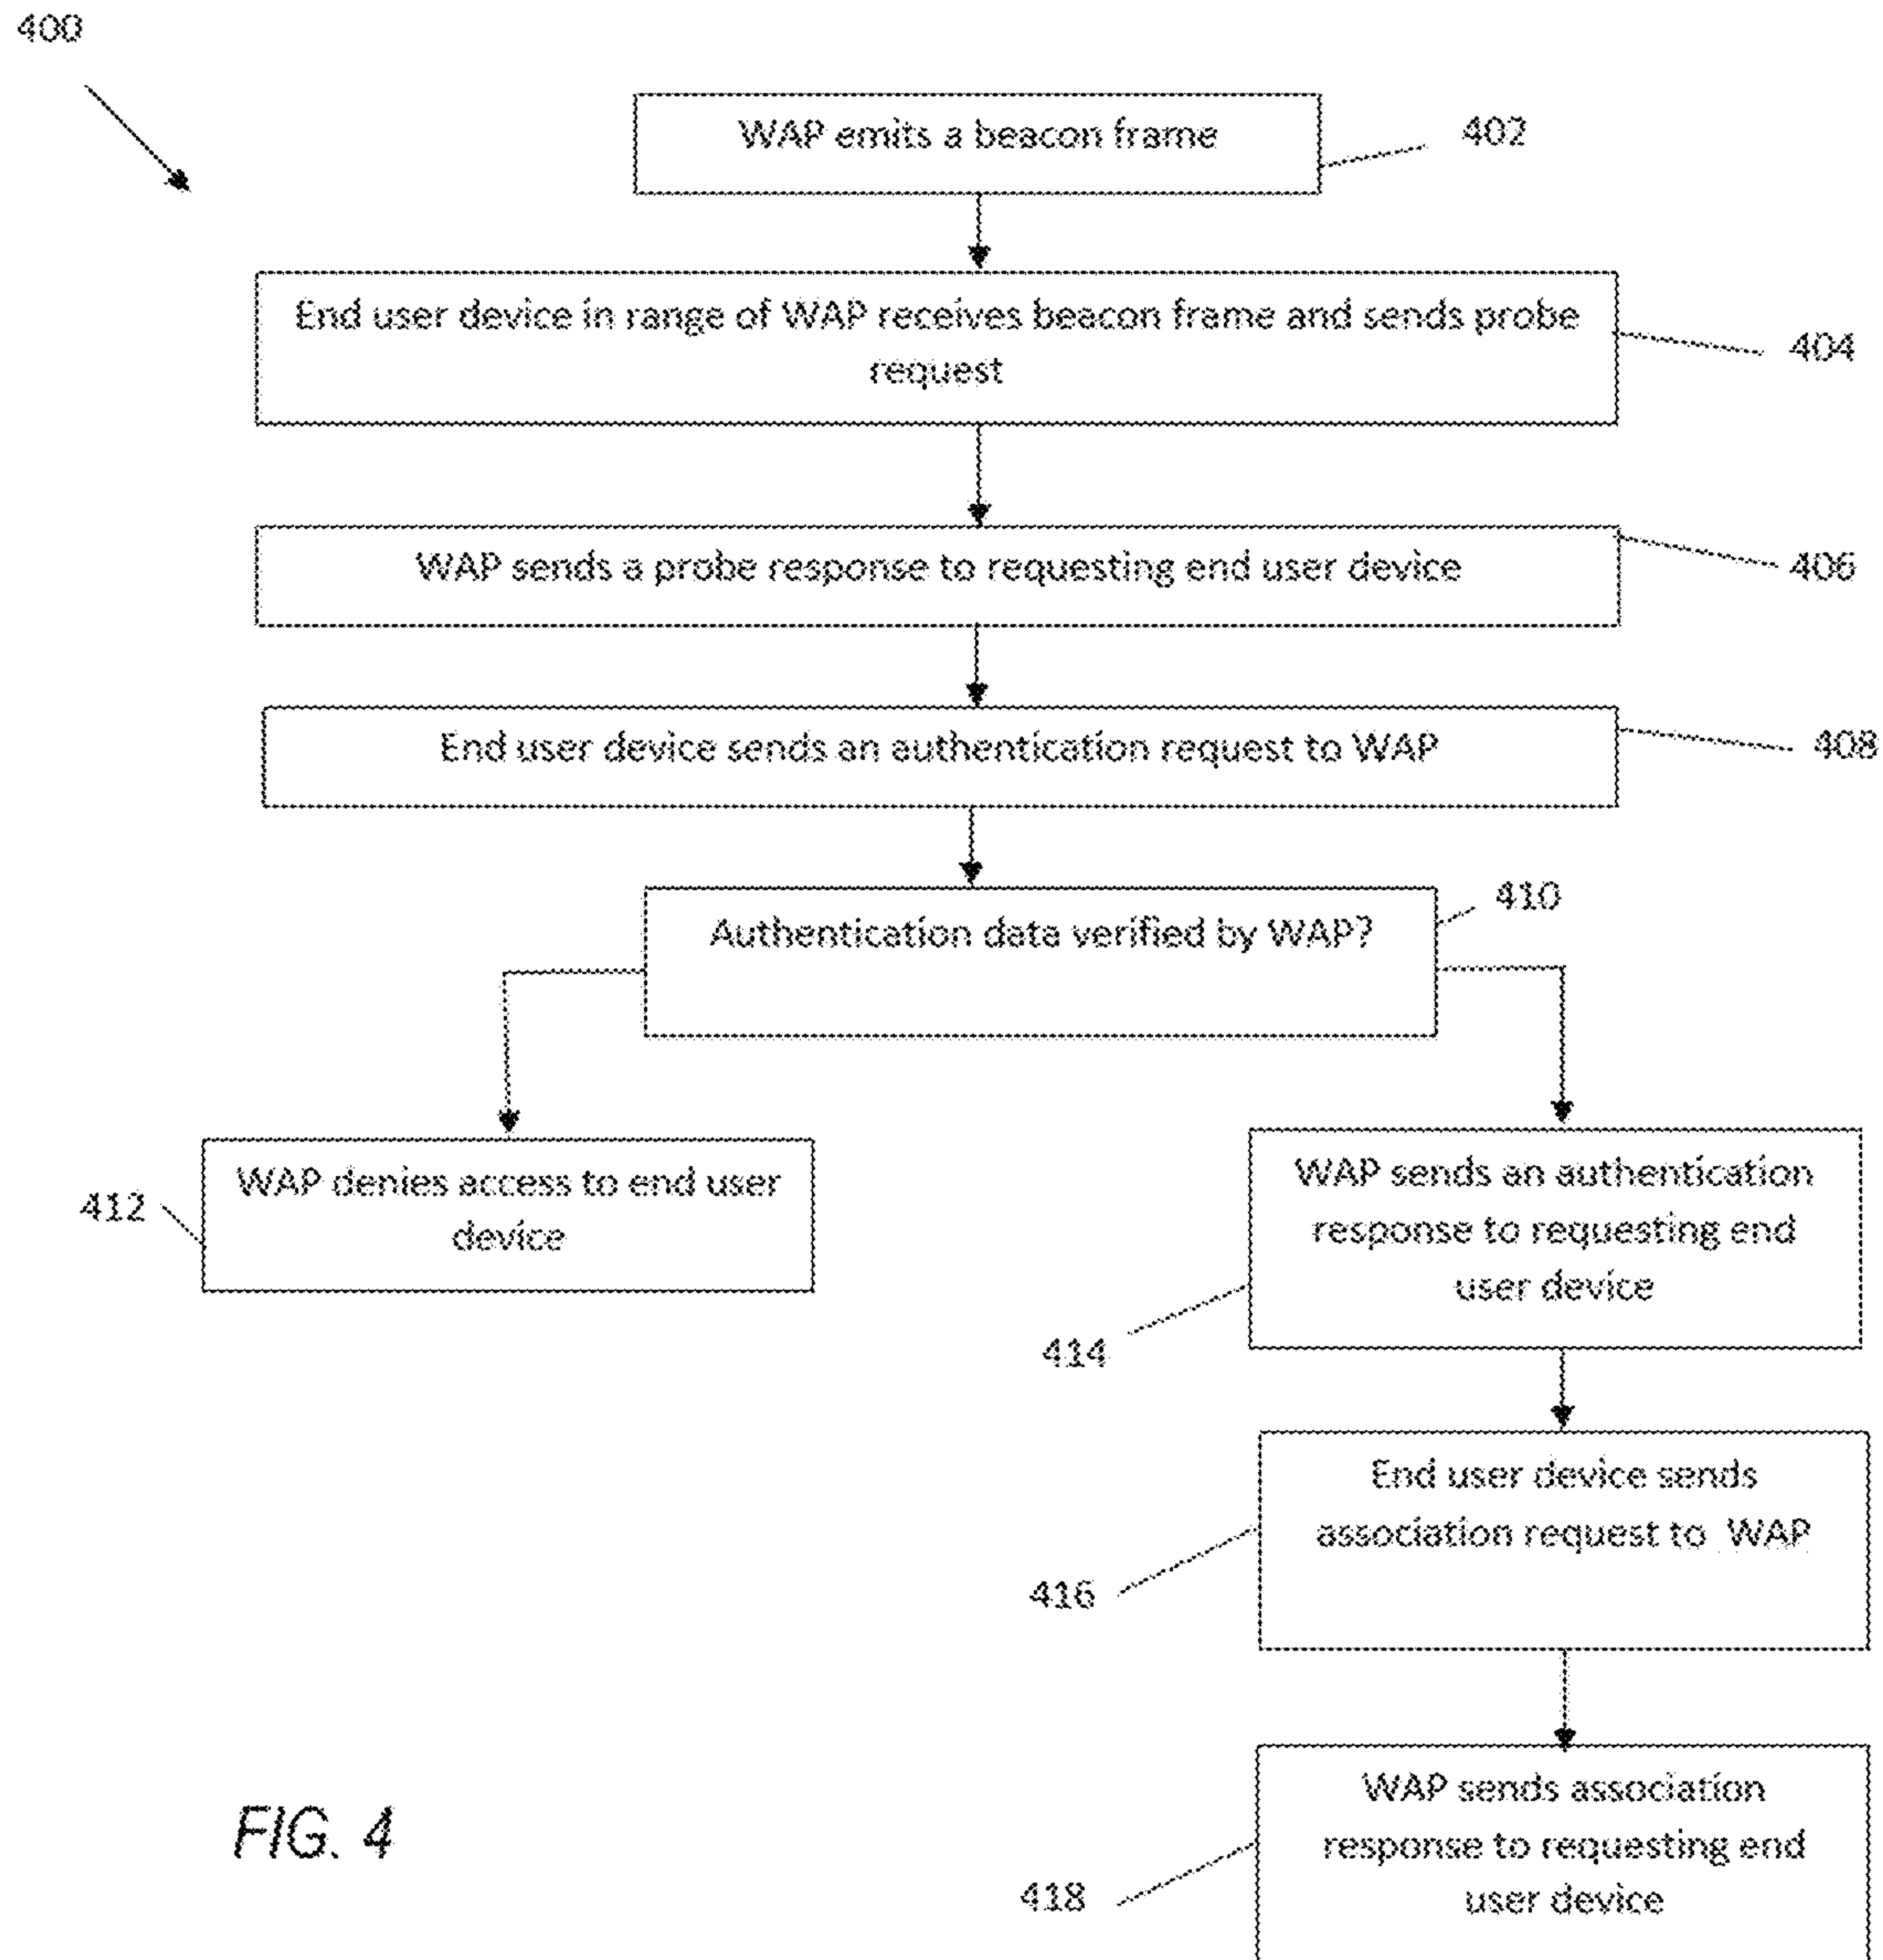 400
WAP emits a beacon frame
402
End user device in range of WAP receives beacon frame and sends probe
request
404
WAP sends a probe response to requesting end user device
406
End user device sends an authentication request to WAP
408
Authentication data verified by WAP?
410
WAP denies access to end user
device
412
WAP sends an authentication
response to requesting end
user device
414
End user device sends
association request to WAP
416
WAP sends association
response to requesting end
user device
418
FIG. 4